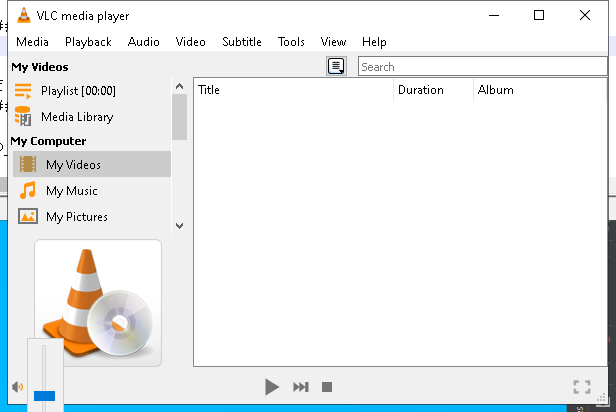 VLC media player
Media Playback Audio Video Subtitle Tools View Help
My Videos
Search
Playlist [00:00]
Media Library
My Computer
My Videos
My Music
My Pictures
Title Duration Album